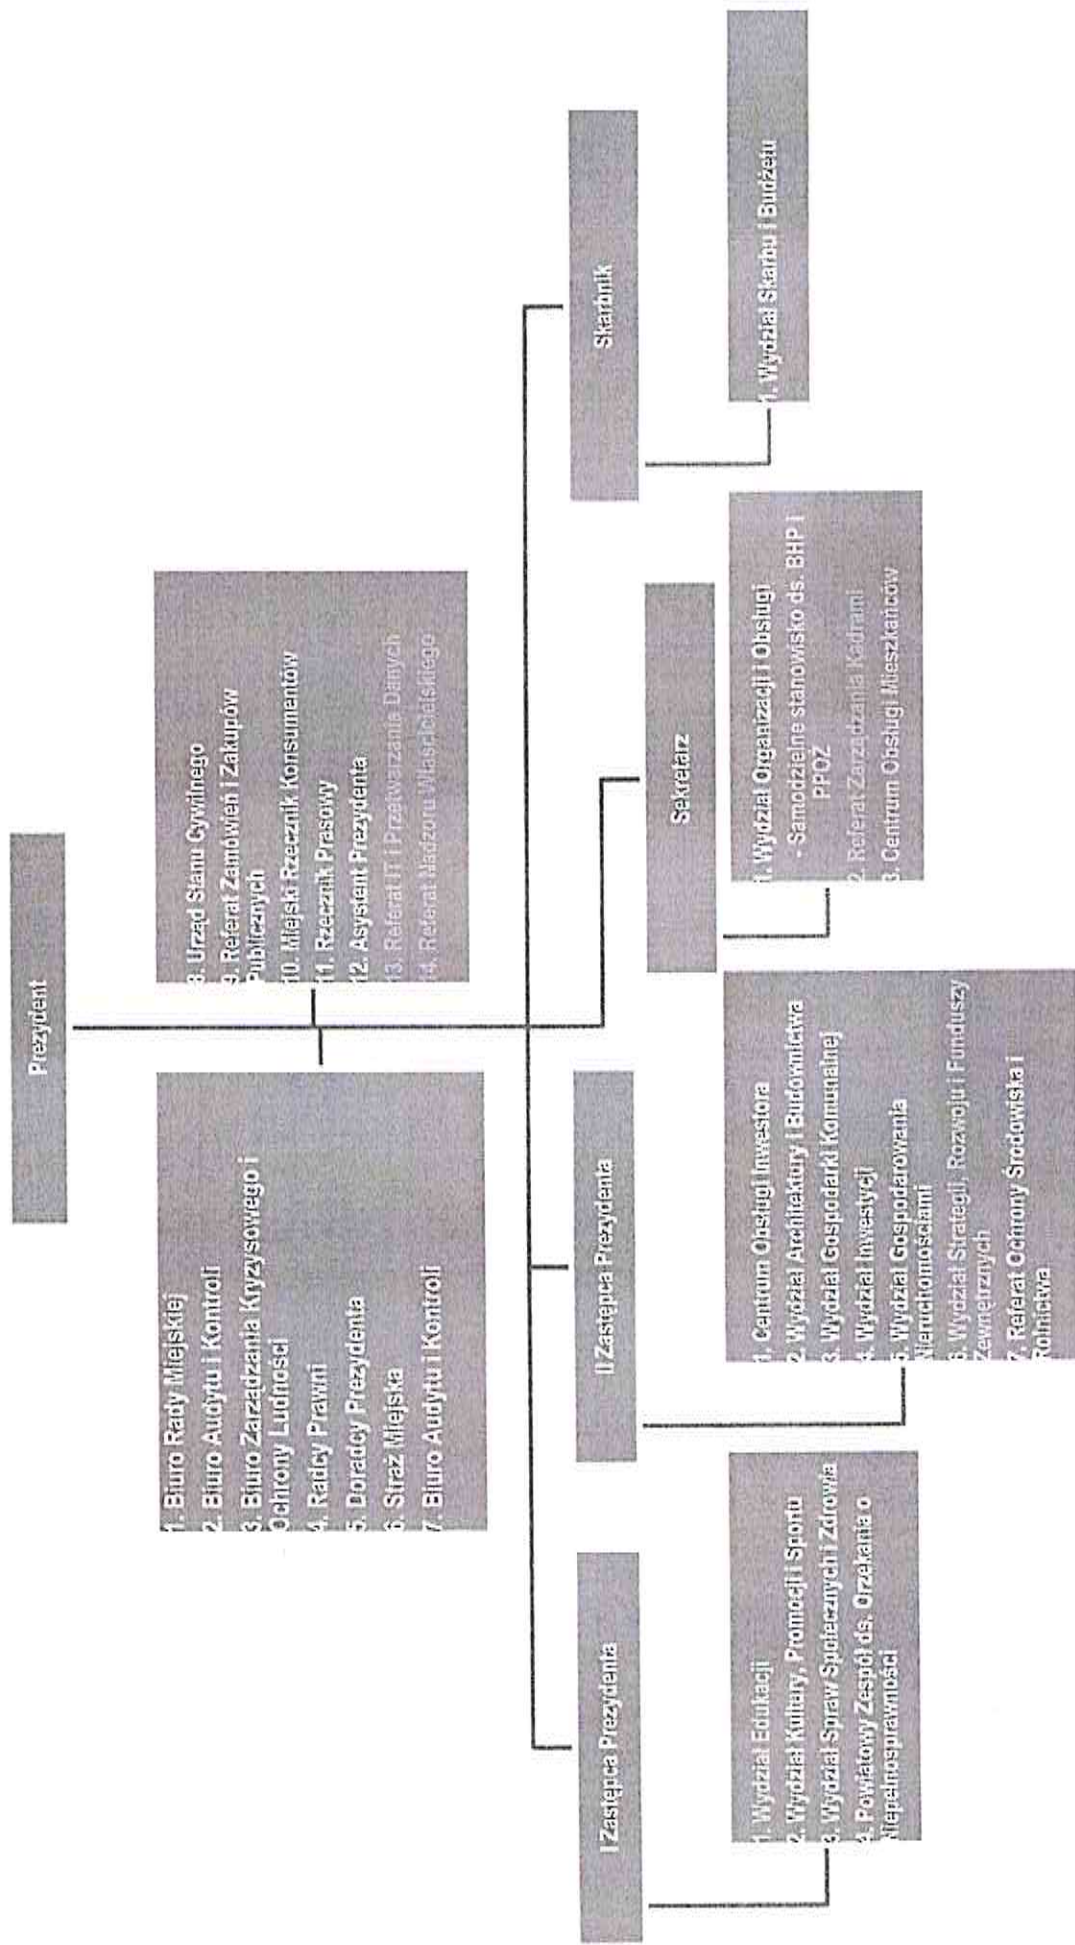 Prezydent
1. Biuro Rady Miejskiej
2. Biuro Audytu i Kontroli
3. Biuro Zarządzania Kryzysowego i
Ochrony Ludności
4. Radcy Prawni
5. Doradcy Prezydenta
6. Straż Miejska
7. Biuro Audytu i Kontroli
8. Urząd Stanu Cywilnego
9. Referat Zamówień i Zakupów
Publicznych
10. Miejski Rzecznik Konsumentów
11. Rzecznik Prasowy
12. Asystent Prezydenta
13. Referat IT i Przetwarzania Danych
14. Referat Nadzoru Właścicielskiego
I Zastępca Prezydenta
1. Wydział Edukacji
2. Wydział Kultury, Promocji i Sportu
3. Wydział Spraw Społecznych i Zdrowia
4. Powiatowy Zespół ds. Orzekania o
Niepełnosprawności
II Zastępca Prezydenta
1. Centrum Obsługi Inwestora
2. Wydział Architektury i Budownictwa
3. Wydział Gospodarki Komunalnej
4. Wydział Inwestycji
5. Wydział Gospodarowania
Nieruchomościami
6. Wydział Strategii, Rozwoju i Funduszy
Zewnętrznych
7. Referat Ochrony Środowiska i
Rolnictwa
Sekretarz
1. Wydział Organizacji i Obsługi
- Samodzielne stanowisko ds. BHP i
PPOŻ
2. Referat Zarządzania Kadrami
3. Centrum Obsługi Mieszkańców
Skarbnik
1. Wydział Skarbu i Budżetu